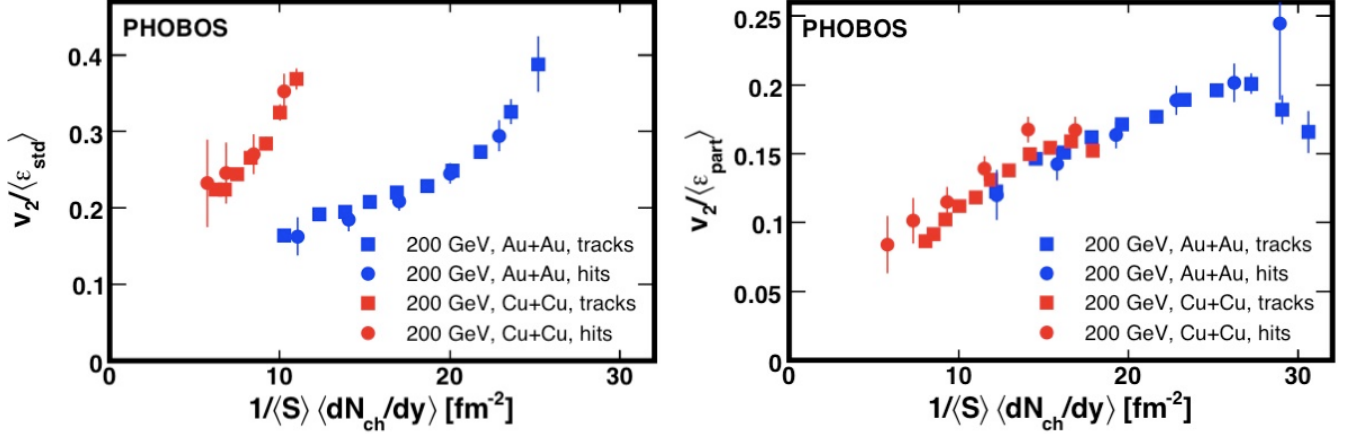 PHOBOS
0.4
0.3
0.2
0.1
0
v2/⟨εstd⟩
200 GeV, Au+Au, tracks
200 GeV, Au+Au, hits
200 GeV, Cu+Cu, tracks
200 GeV, Cu+Cu, hits
0 10 20 30
1/⟨S⟩ ⟨dNch/dy⟩ [fm-2]
PHOBOS
0.25
0.2
0.15
0.1
0.05
0
v2/⟨εpart⟩
200 GeV, Au+Au, tracks
200 GeV, Au+Au, hits
200 GeV, Cu+Cu, tracks
200 GeV, Cu+Cu, hits
0 10 20 30
1/⟨S⟩ ⟨dNch/dy⟩ [fm-2]